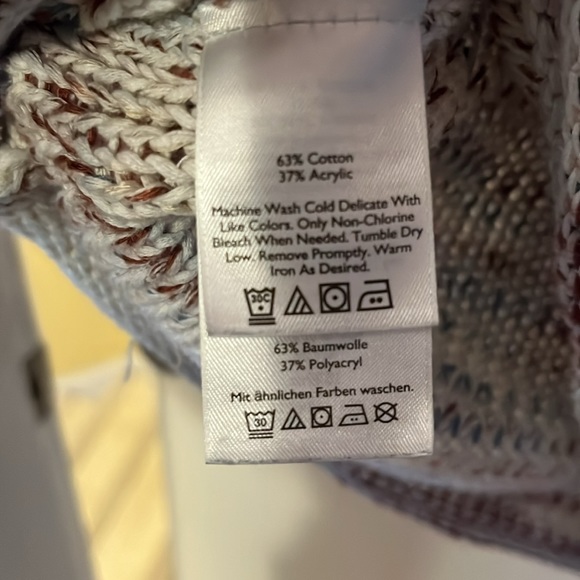 63% Cotton
37% Acrylic
Machine Wash Cold Delicate With
Like Colors. Only Non-Chlorine
Bleach When Needed. Tumble Dry
Low. Remove Promptly. Warm
Iron As Desired.
30C
63% Baumwolle
37% Polyacryl
Mit ähnlichen Farben waschen.
30